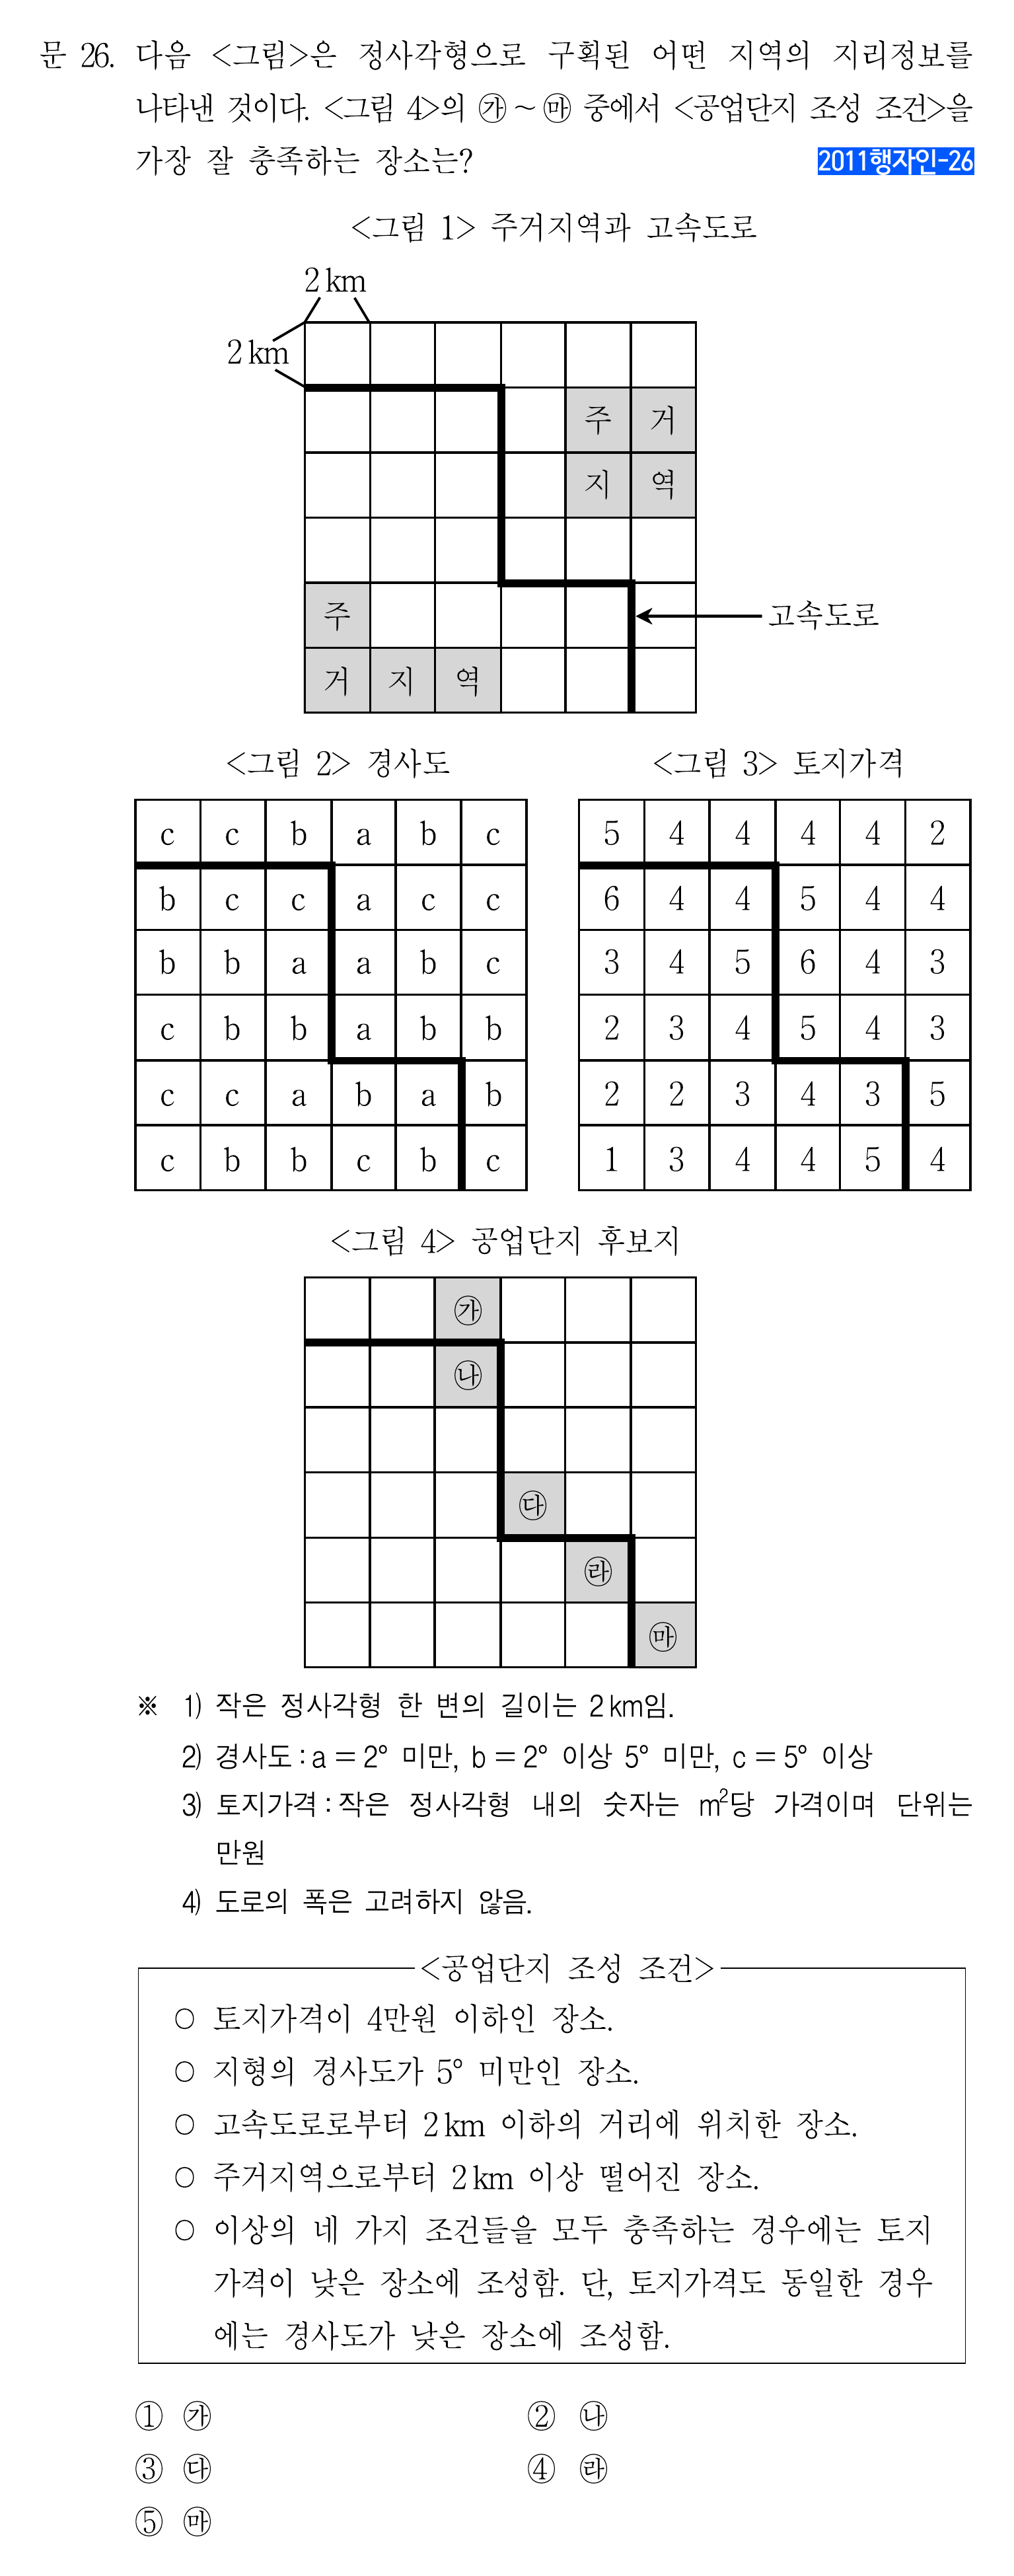 문 26. 다음 <그림>은 정사각형으로 구획된 어떤 지역의 지리정보를
나타낸 것이다. <그림 4>의 ㉮~㉲ 중에서 <공업단지 조성 조건>을
가장 잘 충족하는 장소는?
2011행자인-26
<그림 1> 주거지역과 고속도로
2km
2km
주 거
지 역
주
고속도로
거 지 역
<그림 2> 경사도
c c b a b c
b c c a c c
b b a a b c
c b b a b b
c c a b a b
c b b c b c
<그림 3> 토지가격
5 4 4 4 4 2
6 4 4 5 4 4
3 4 5 6 4 3
2 3 4 5 4 3
2 2 3 4 3 5
1 3 4 4 5 4
<그림 4> 공업단지 후보지
㉮
㉯
㉰
㉱
㉲
※ 1) 작은 정사각형 한 변의 길이는 2km임.
2) 경사도:a=2° 미만, b=2° 이상 5° 미만, c=5° 이상
3) 토지가격:작은 정사각형 내의 숫자는 m²당 가격이며 단위는
만원
4) 도로의 폭은 고려하지 않음.
<공업단지 조성 조건>
○ 토지가격이 4만원 이하인 장소.
○ 지형의 경사도가 5° 미만인 장소.
○ 고속도로로부터 2km 이하의 거리에 위치한 장소.
○ 주거지역으로부터 2km 이상 떨어진 장소.
○ 이상의 네 가지 조건들을 모두 충족하는 경우에는 토지
가격이 낮은 장소에 조성함. 단, 토지가격도 동일한 경우
에는 경사도가 낮은 장소에 조성함.
① ㉮ ② ㉯
③ ㉰ ④ ㉱
⑤ ㉲